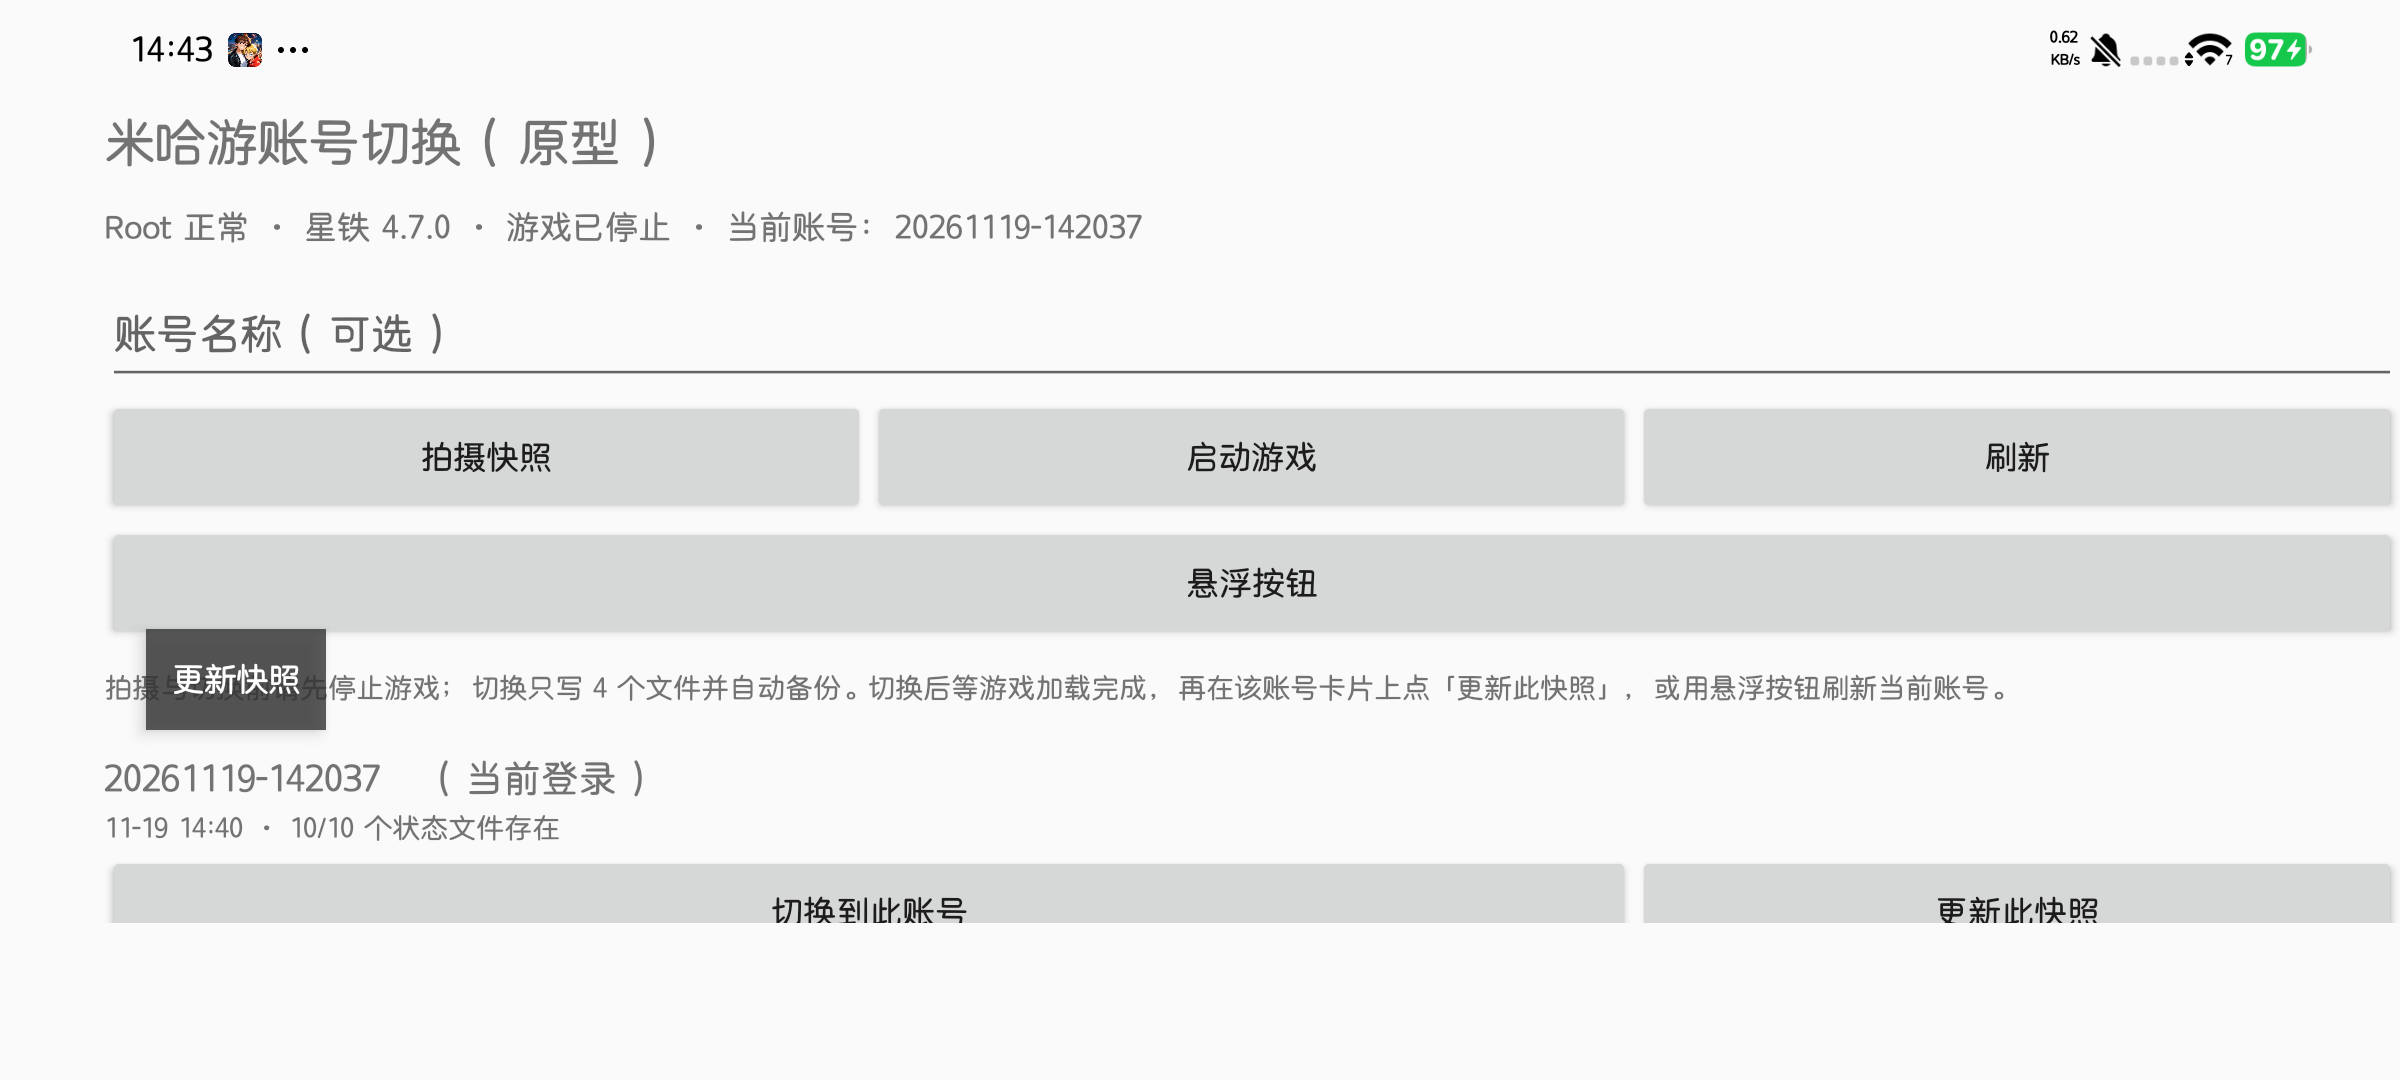 14:43
0.62 KB/s
7
97
米哈游账号切换（原型）
Root 正常 · 星铁 4.7.0 · 游戏已停止 · 当前账号：20261119-142037
账号名称（可选）
拍摄快照
启动游戏
刷新
悬浮按钮
更新快照
拍摄与切换前请先停止游戏；切换只写 4 个文件并自动备份。切换后等游戏加载完成，再在该账号卡片上点「更新此快照」，或用悬浮按钮刷新当前账号。
20261119-142037 （当前登录）
11-19 14:40 · 10/10 个状态文件存在
切换到此账号
更新此快照